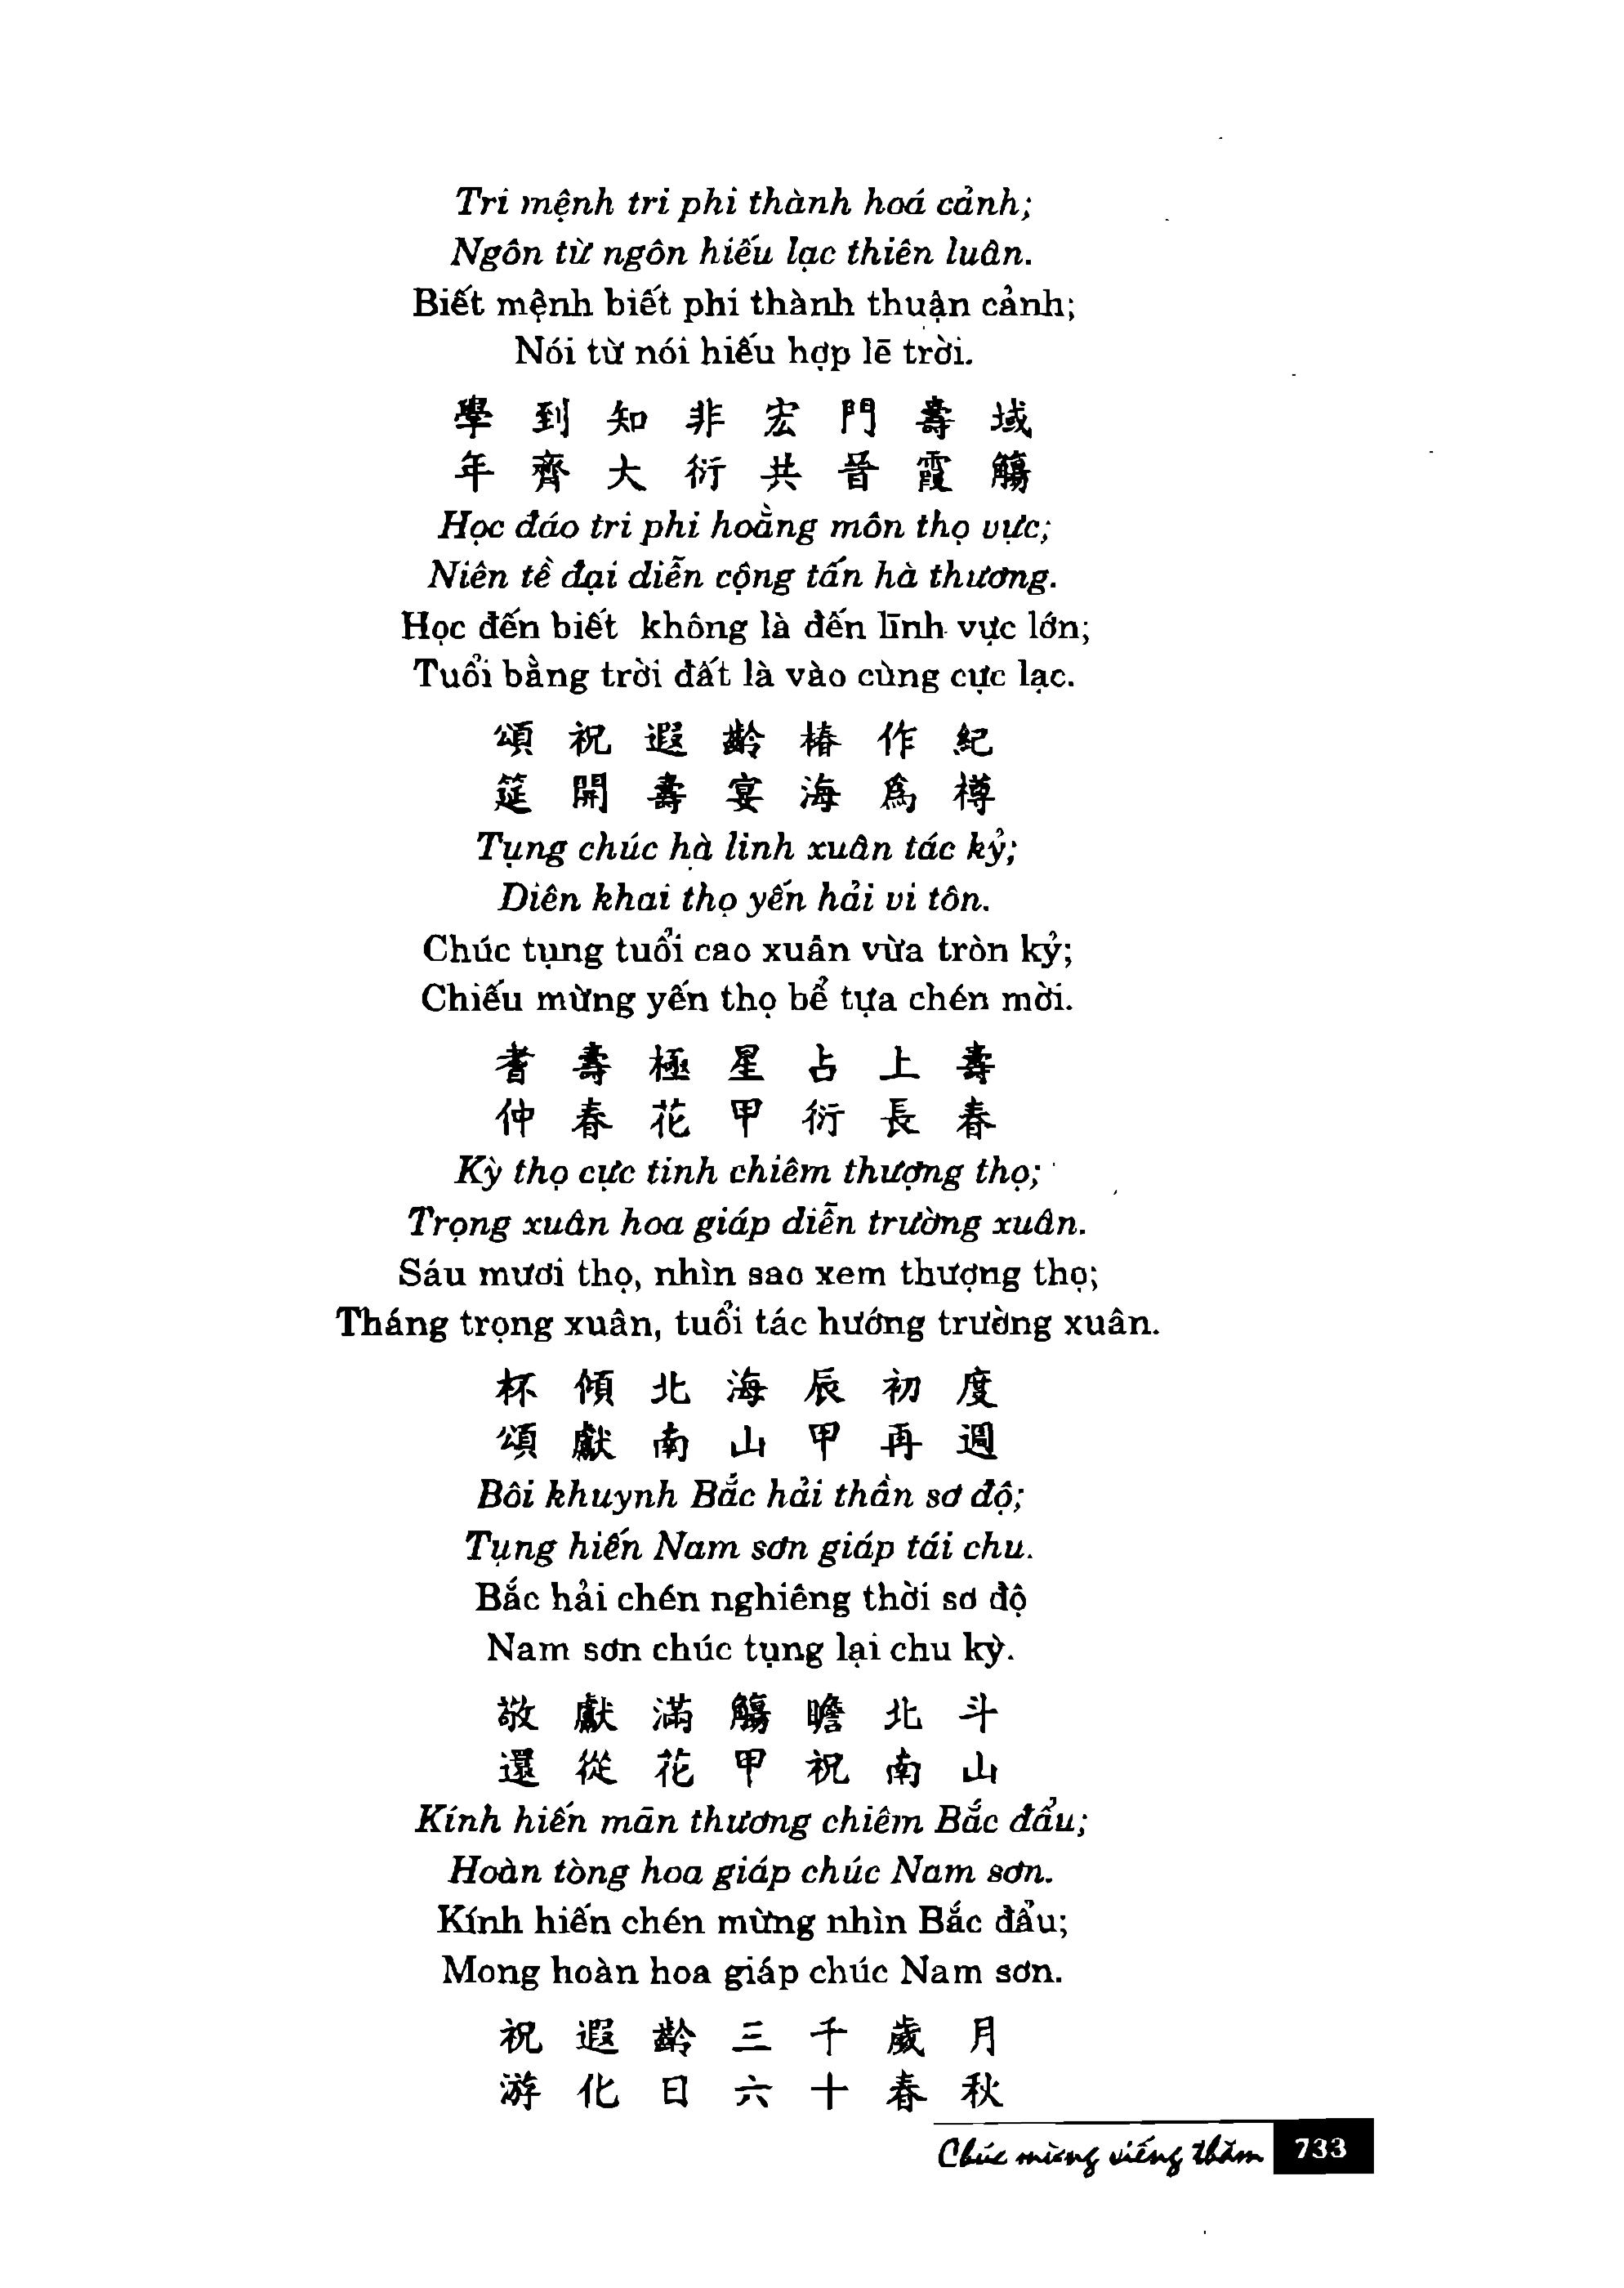 Tri mệnh tri phi thành hoá cảnh;
Ngôn từ ngôn hiếu lạc thiên luân.
Biết mệnh biết phi thành thuận cảnh;
Nói từ nói hiếu hợp lẽ trời.
學 到 知 非 宏 門 壽 域
年 齊 大 衍 共 晉 霞 觴
Học đáo tri phi hoằng môn thọ vực;
Niên tề đại diễn cộng tấn hà thương.
Học đến biết không là đến lĩnh vực lớn;
Tuổi bằng trời đất là vào cùng cực lạc.
頌 祝 遐 齡 椿 作 紀
筵 開 壽 宴 海 為 樽
Tụng chúc hạ linh xuân tác kỷ;
Diên khai thọ yến hải vi tôn.
Chúc tụng tuổi cao xuân vừa tròn kỷ;
Chiếu mừng yến thọ bể tựa chén mời.
耆 壽 極 星 占 上 壽
仲 春 花 甲 衍 長 春
Kỳ thọ cực tinh chiêm thượng thọ;
Trọng xuân hoa giáp diễn trường xuân.
Sáu mươi thọ, nhìn sao xem thượng thọ;
Tháng trọng xuân, tuổi tác hướng trường xuân.
杯 傾 北 海 辰 初 度
頌 獻 南 山 甲 再 週
Bôi khuynh Bắc hải thần sơ độ;
Tụng hiến Nam sơn giáp tái chu.
Bắc hải chén nghiêng thời sơ độ
Nam sơn chúc tụng lại chu kỳ.
敬 獻 滿 觴 瞻 北 斗
還 從 花 甲 祝 南 山
Kính hiến mãn thương chiêm Bắc đẩu;
Hoàn tòng hoa giáp chúc Nam sơn.
Kính hiến chén mừng nhìn Bắc đẩu;
Mong hoàn hoa giáp chúc Nam sơn.
祝 遐 齡 三 千 歲 月
游 化 日 六 十 春 秋
Chúc mừng viếng thăm 733